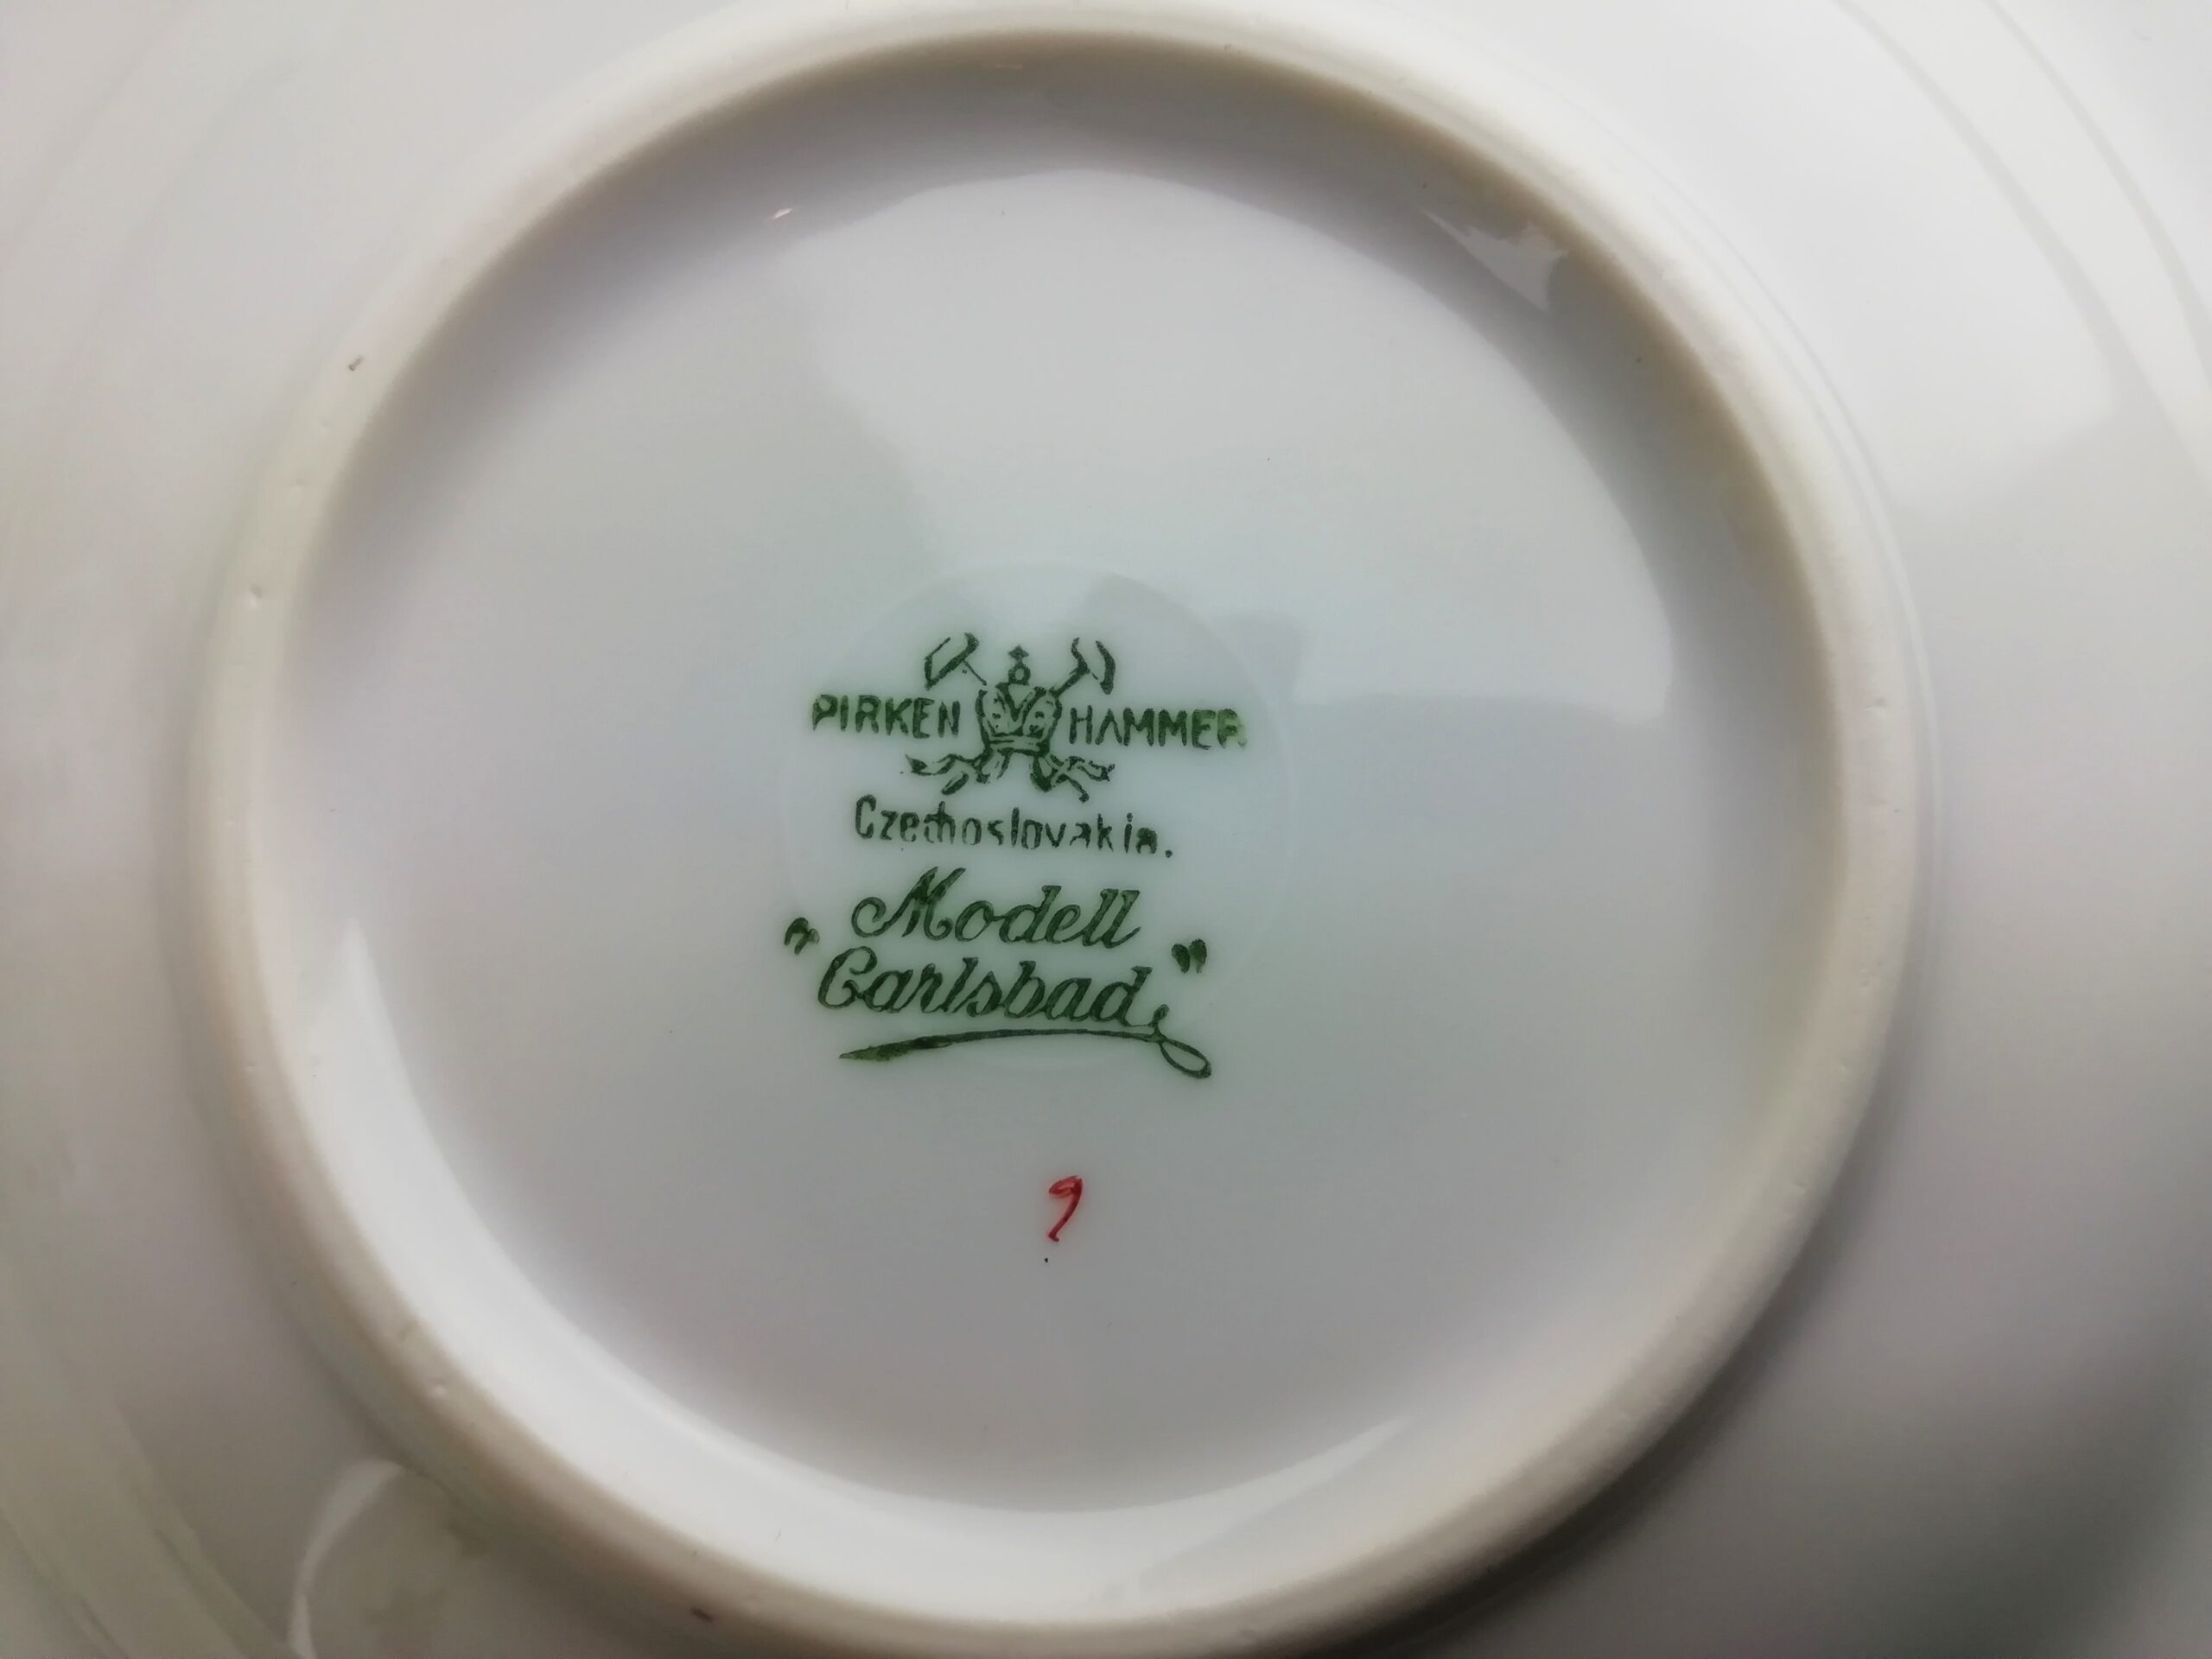 PIRKEN HAMMER
Czechoslovakia.
Modell
„Carlsbad”
9